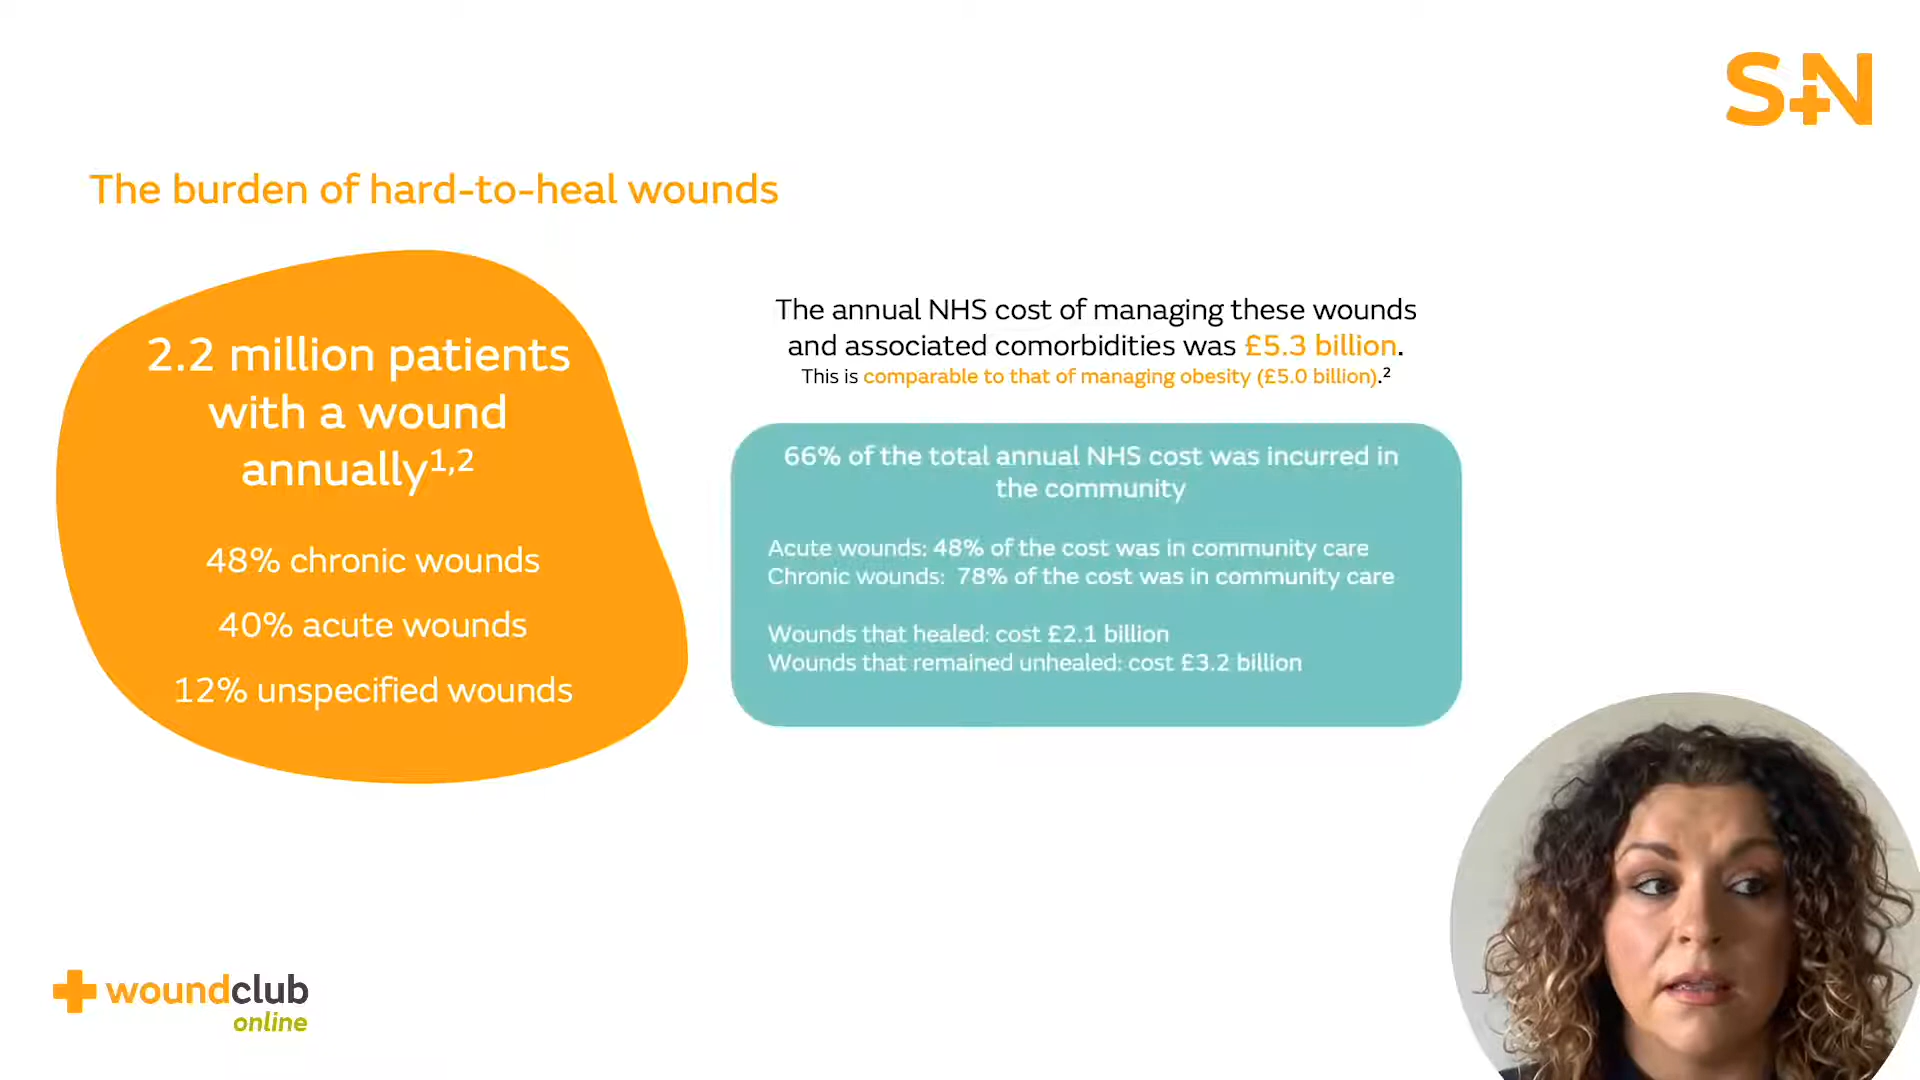 S+N
The burden of hard-to-heal wounds
2.2 million patients
with a wound
annually¹,²
48% chronic wounds
40% acute wounds
12% unspecified wounds
The annual NHS cost of managing these wounds
and associated comorbidities was £5.3 billion.
This is comparable to that of managing obesity (£5.0 billion).²
66% of the total annual NHS cost was incurred in
the community
Acute wounds: 48% of the cost was in community care
Chronic wounds: 78% of the cost was in community care
Wounds that healed: cost £2.1 billion
Wounds that remained unhealed: cost £3.2 billion
woundclub
online